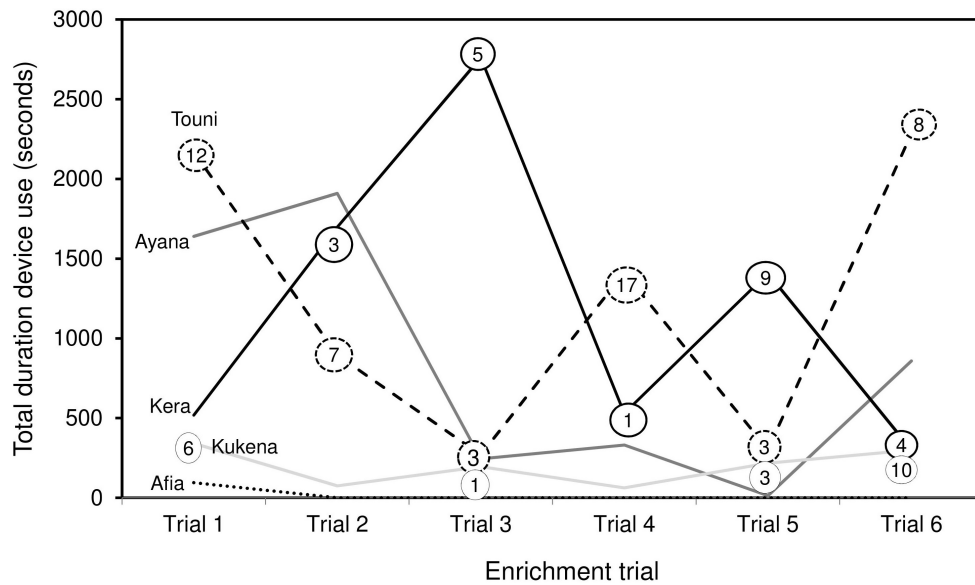 3000
2500
2000
1500
1000
500
0
Total duration device use (seconds)
Touni
12
Ayana
Kera
6 Kukena
Afia
3
7
5
3
1
17
1
9
3
3
8
4
10
Trial 1 Trial 2 Trial 3 Trial 4 Trial 5 Trial 6
Enrichment trial